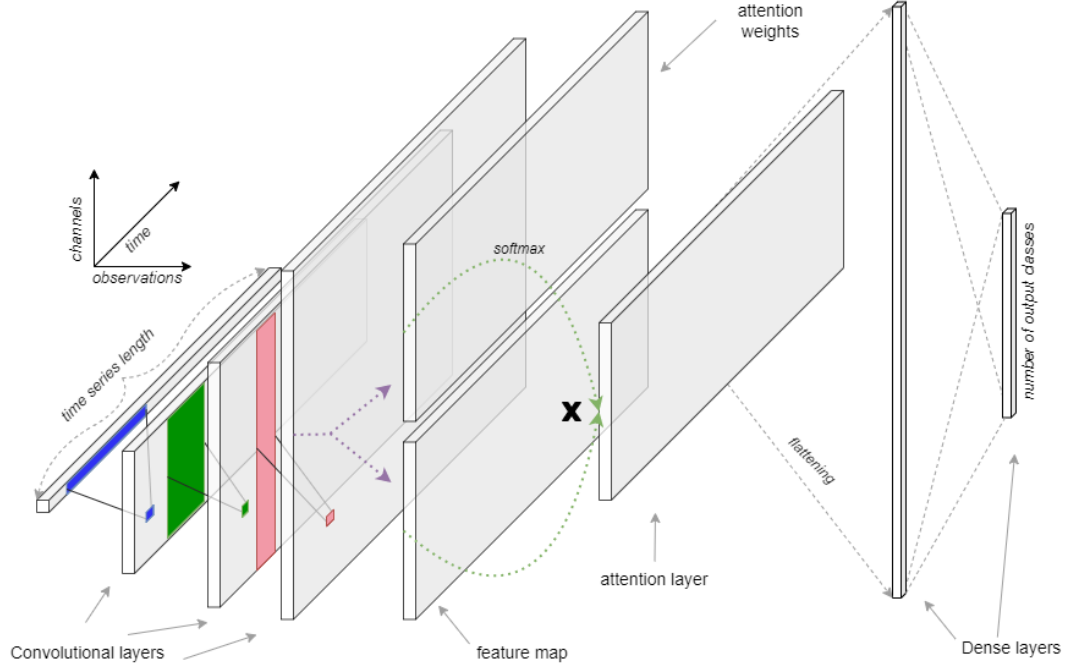 attention
weights
channels
time
observations
softmax
time series length
X
number of output classes
flattening
attention layer
Convolutional layers
feature map
Dense layers